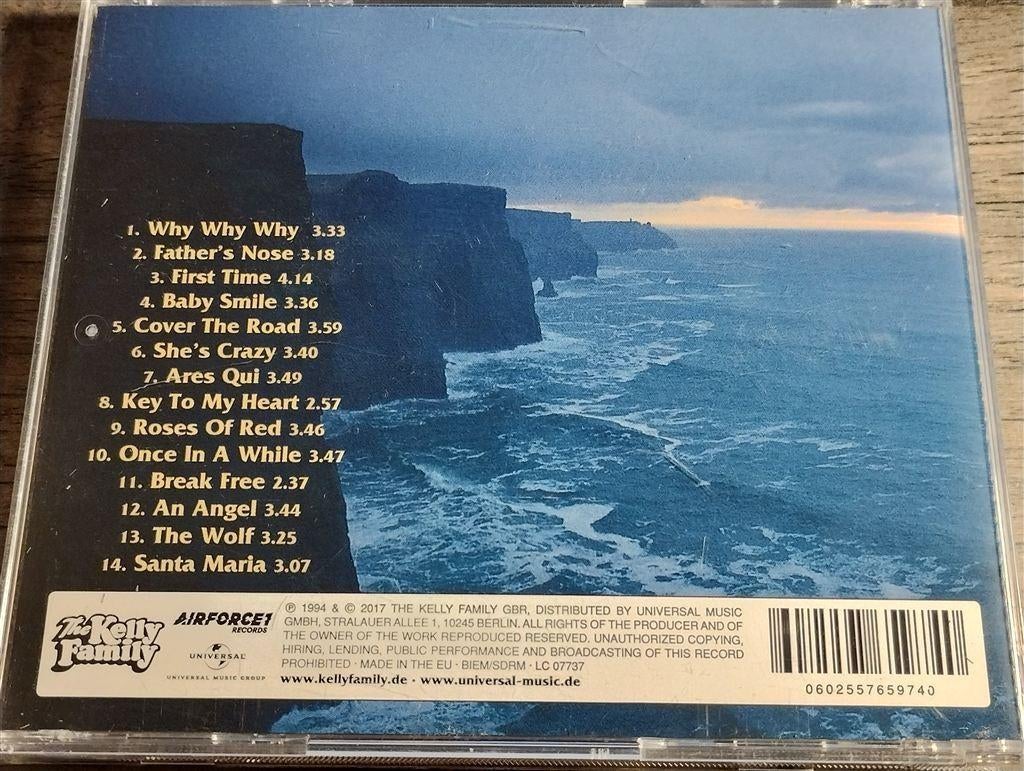 1. Why Why Why 3.33
2. Father's Nose 3.18
3. First Time 4.14
4. Baby Smile 3.36
5. Cover The Road 3.59
6. She's Crazy 3.40
7. Ares Qui 3.49
8. Key To My Heart 2.57
9. Roses Of Red 3.46
10. Once In A While 3.47
11. Break Free 2.37
12. An Angel 3.44
13. The Wolf 3.25
14. Santa Maria 3.07
The Kelly
Family
AIRFORCE1
RECORDS
UNIVERSAL
UNIVERSAL MUSIC GROUP
℗ 1994 & © 2017 THE KELLY FAMILY GBR, DISTRIBUTED BY UNIVERSAL MUSIC
GMBH, STRALAUER ALLEE 1, 10245 BERLIN. ALL RIGHTS OF THE PRODUCER AND OF
THE OWNER OF THE WORK REPRODUCED RESERVED. UNAUTHORIZED COPYING,
HIRING, LENDING, PUBLIC PERFORMANCE AND BROADCASTING OF THIS RECORD
PROHIBITED · MADE IN THE EU · BIEM/SDRM · LC 07737
www.kellyfamily.de · www.universal-music.de
0602557659740